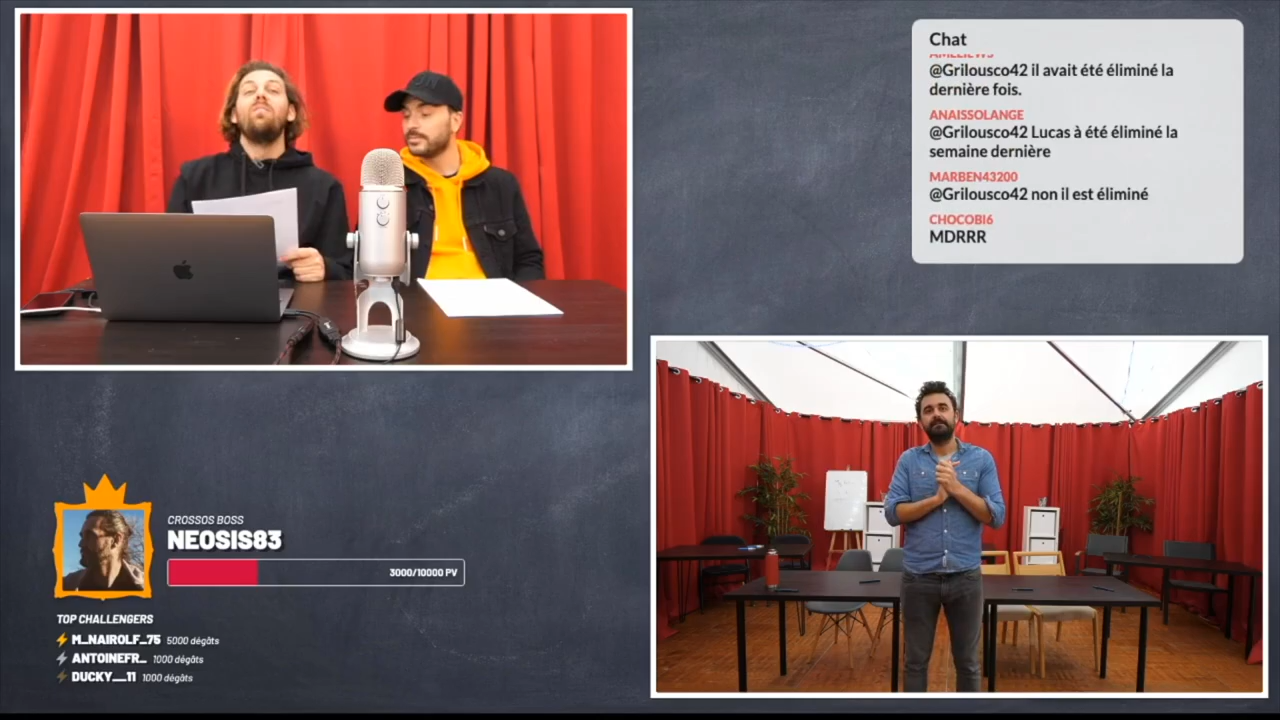 Chat
@Grilousco42 il avait été éliminé la
dernière fois.
ANAISSOLANGE
@Grilousco42 Lucas à été éliminé la
semaine dernière
MARBEN43200
@Grilousco42 non il est éliminé
CHOCOBI6
MDRRR
CROSSOS BOSS
NEOSIS83
3000/10000 PV
TOP CHALLENGERS
M_NAIROLF_75 5000 dégâts
ANTOINEFR_ 1000 dégâts
DUCKY__11 1000 dégâts